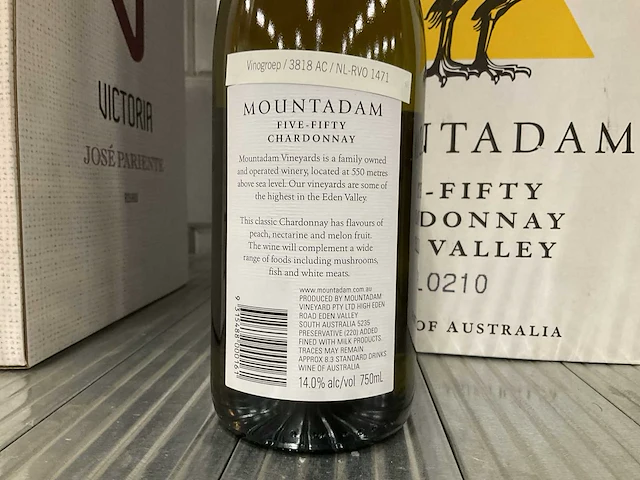 VICTORIA
JOSÉ PARIENTE
Vinogroep / 3818 AC / NL-RVO 1471
MOUNTADAM
FIVE-FIFTY
CHARDONNAY
Mountadam Vineyards is a family owned
and operated winery, located at 550 metres
above sea level. Our vineyards are some of
the highest in the Eden Valley.
This classic Chardonnay has flavours of
peach, nectarine and melon fruit.
The wine will complement a wide
range of foods including mushrooms,
fish and white meats.
www.mountadam.com.au
PRODUCED BY MOUNTADAM
VINEYARD PTY LTD HIGH EDEN
ROAD EDEN VALLEY
SOUTH AUSTRALIA 5235
PRESERVATIVE (220) ADDED
FINED WITH MILK PRODUCTS
TRACES MAY REMAIN
APPROX 8.3 STANDARD DRINKS
WINE OF AUSTRALIA
14.0% alc/vol 750mL
NTADAM
-FIFTY
DONNAY
VALLEY
L0210
OF AUSTRALIA